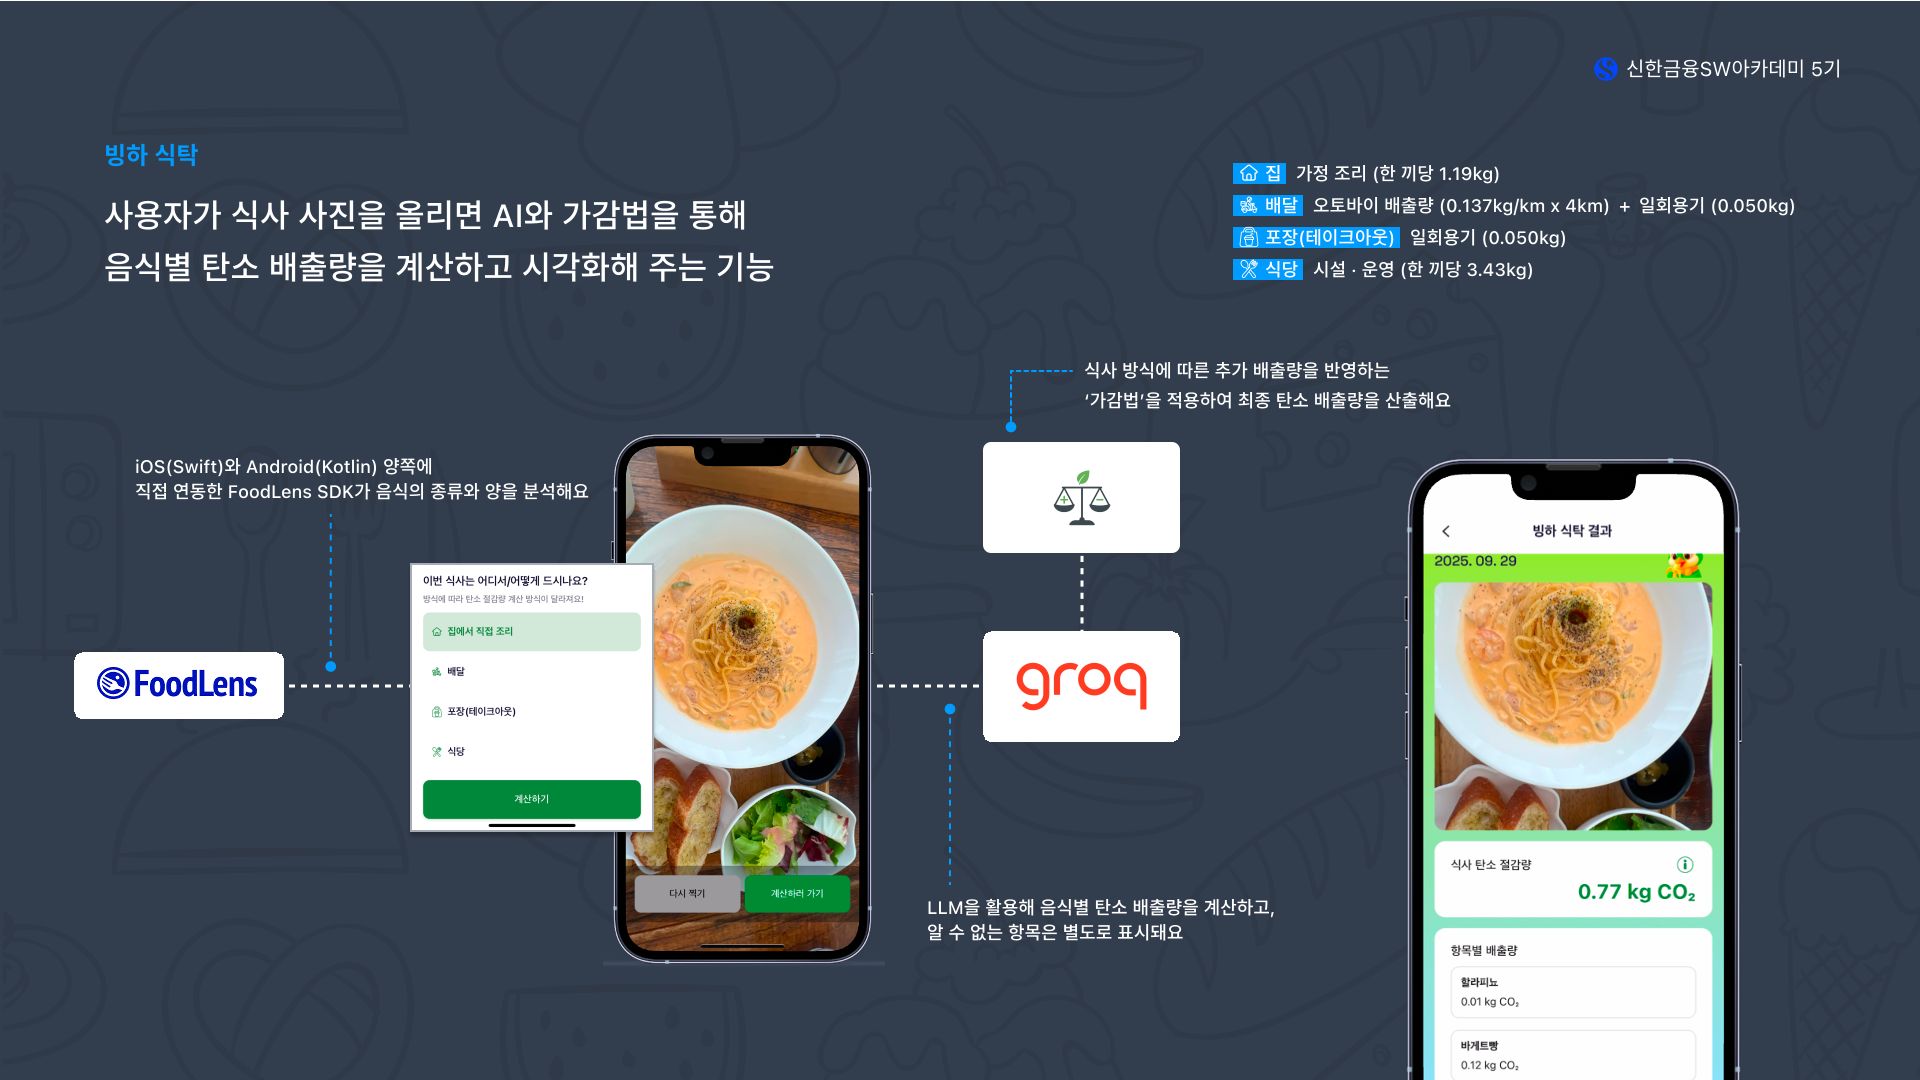 신한금융SW아카데미 5기
빙하 식탁
사용자가 식사 사진을 올리면 AI와 가감법을 통해
음식별 탄소 배출량을 계산하고 시각화해 주는 기능
집 가정 조리 (한 끼당 1.19kg)
배달 오토바이 배출량 (0.137kg/km x 4km) + 일회용기 (0.050kg)
포장(테이크아웃) 일회용기 (0.050kg)
식당 시설 · 운영 (한 끼당 3.43kg)
식사 방식에 따른 추가 배출량을 반영하는
‘가감법’을 적용하여 최종 탄소 배출량을 산출해요
iOS(Swift)와 Android(Kotlin) 양쪽에
직접 연동한 FoodLens SDK가 음식의 종류와 양을 분석해요
FoodLens
이번 식사는 어디서/어떻게 드시나요?
방식에 따라 탄소 절감량 계산 방식이 달라져요!
집에서 직접 조리
배달
포장(테이크아웃)
식당
계산하기
다시 찍기
계산하러 가기
groq
LLM을 활용해 음식별 탄소 배출량을 계산하고,
알 수 없는 항목은 별도로 표시돼요
빙하 식탁 결과
2025. 09. 29
식사 탄소 절감량
0.77 kg CO₂
항목별 배출량
할라피뇨
0.01 kg CO₂
바게트빵
0.12 kg CO₂